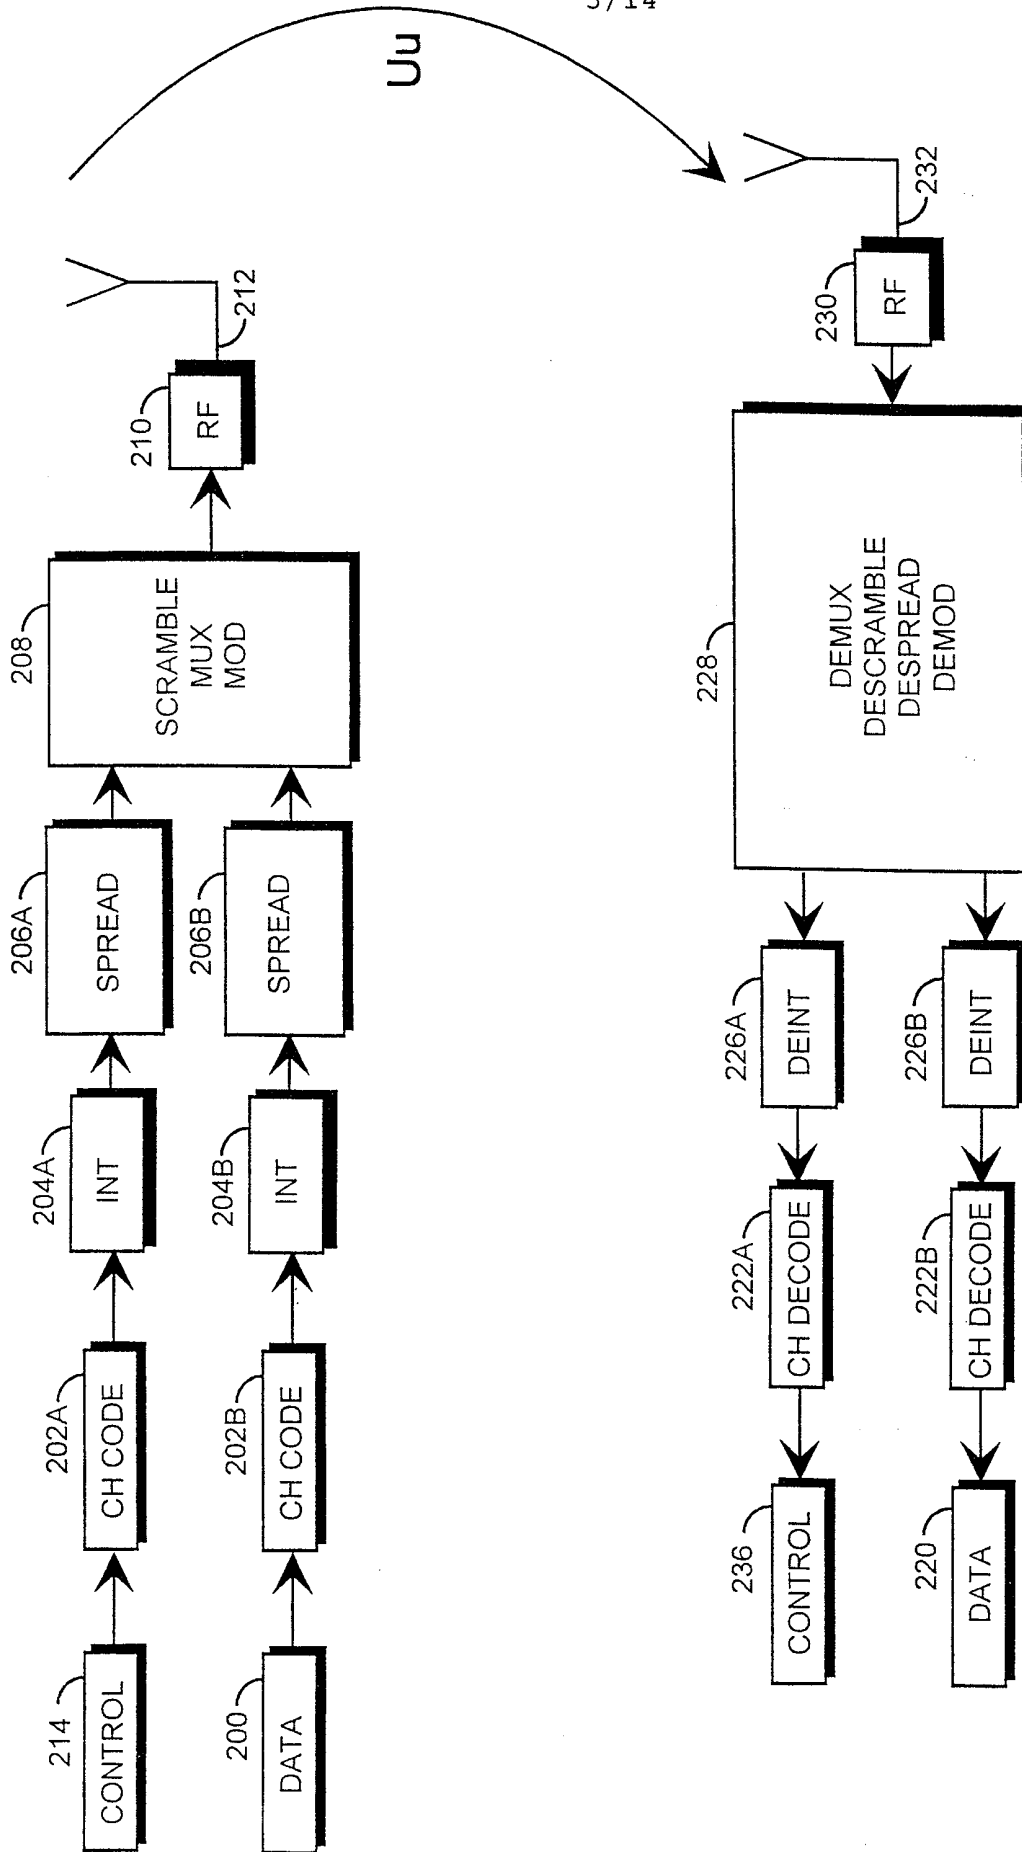 3/14
Uu
214
CONTROL
202A
CH CODE
204A
INT
206A
SPREAD
208
SCRAMBLE
MUX
MOD
210
RF
212
200
DATA
202B
CH CODE
204B
INT
206B
SPREAD
236
CONTROL
222A
CH DECODE
226A
DEINT
228
DEMUX
DESCRAMBLE
DESPREAD
DEMOD
230
RF
232
220
DATA
222B
CH DECODE
226B
DEINT